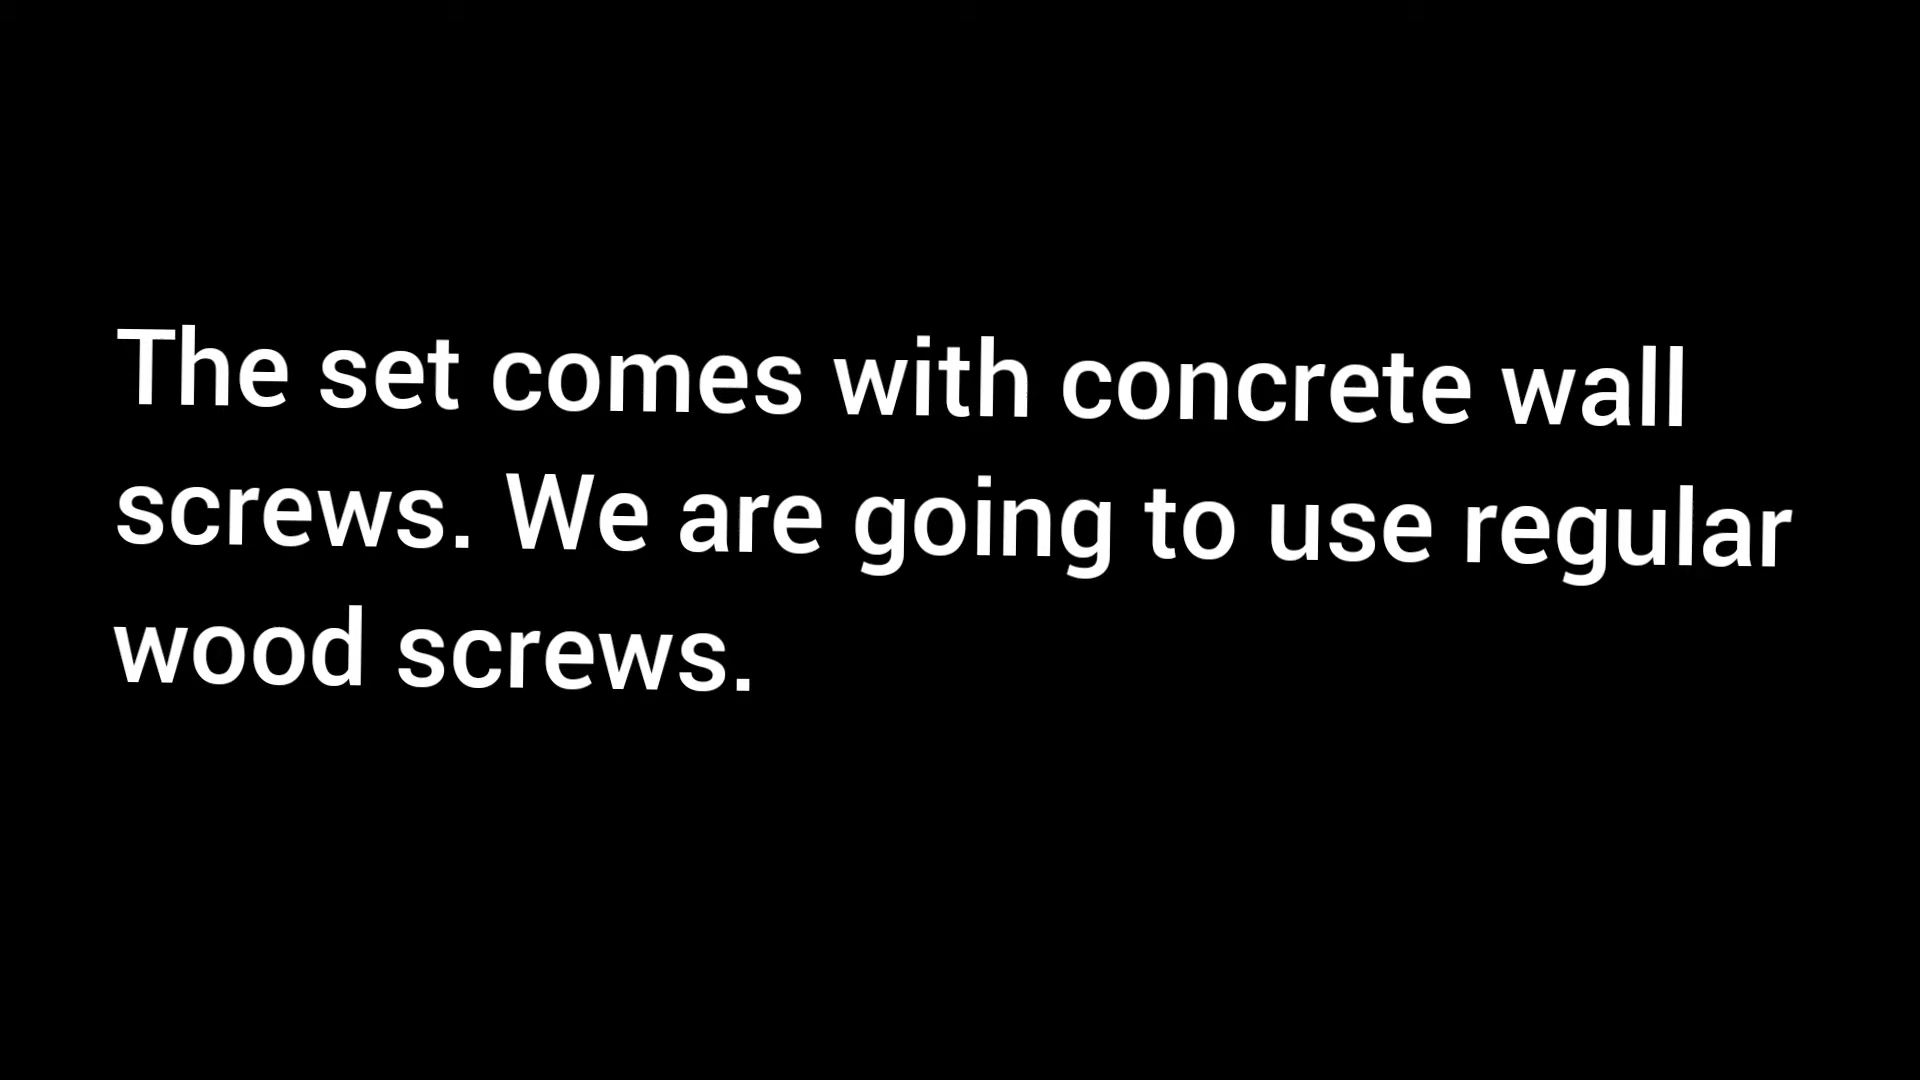 The set comes with concrete wall
screws. We are going to use regular
wood screws.